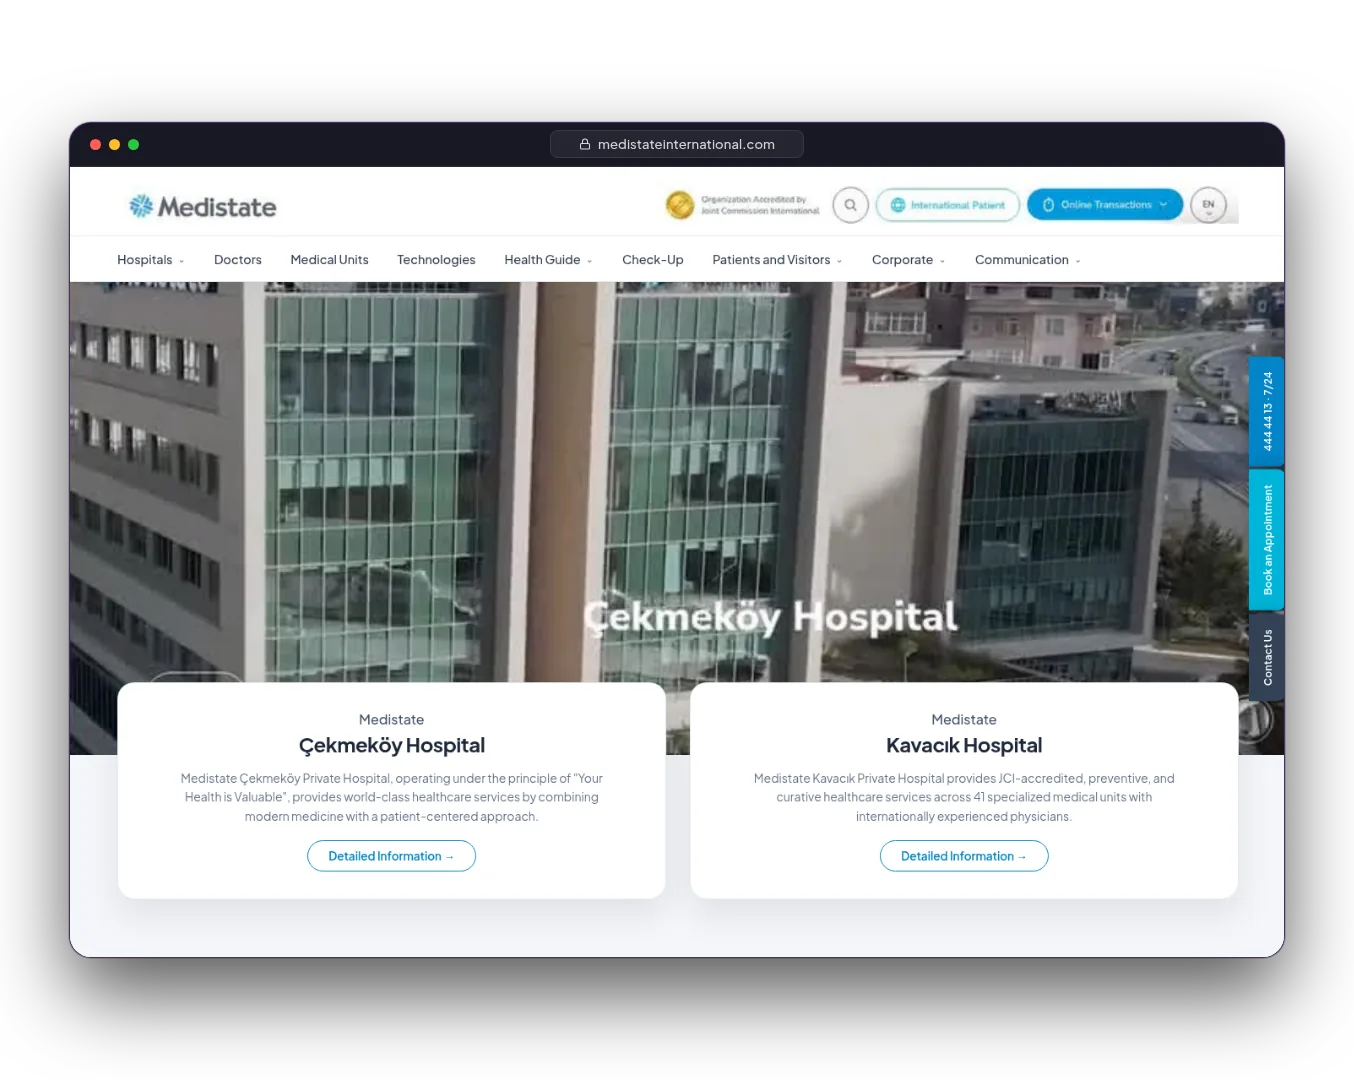 medistateinternational.com
Medistate
Organization Accredited by
Joint Commission International
International Patient
Online Transactions
EN
Hospitals
Doctors
Medical Units
Technologies
Health Guide
Check-Up
Patients and Visitors
Corporate
Communication
444 44 13 · 7/24
Book an Appointment
Contact Us
Çekmeköy Hospital
Medistate
Çekmeköy Hospital
Medistate Çekmeköy Private Hospital, operating under the principle of "Your
Health is Valuable", provides world-class healthcare services by combining
modern medicine with a patient-centered approach.
Detailed Information →
Medistate
Kavacık Hospital
Medistate Kavacık Private Hospital provides JCI-accredited, preventive, and
curative healthcare services across 41 specialized medical units with
internationally experienced physicians.
Detailed Information →